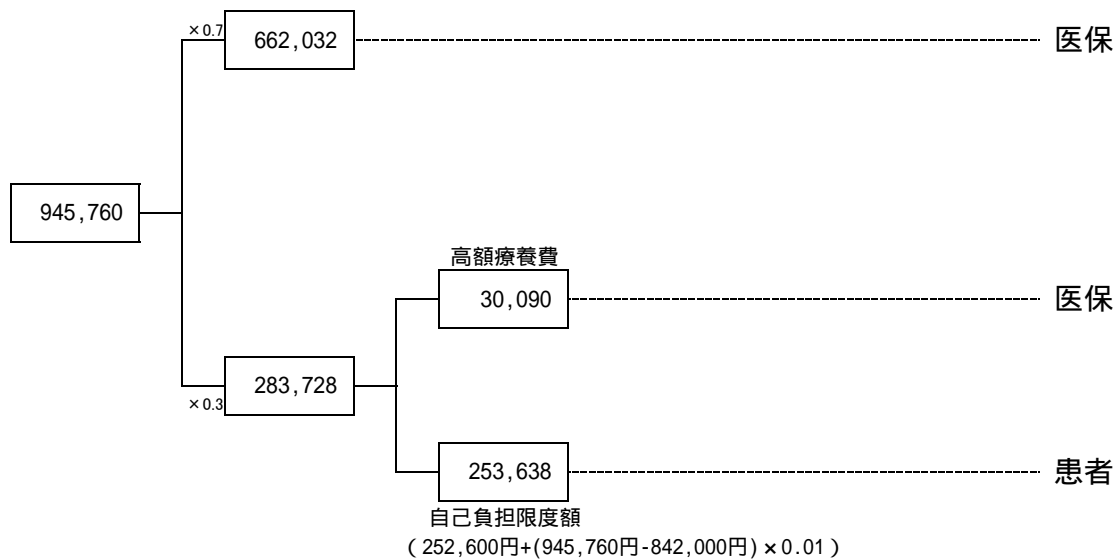 ×0.7
662,032
医保
945,760
高額療養費
30,090
医保
×0.3
283,728
253,638
患者
自己負担限度額
(252,600円+(945,760円-842,000円)×0.01)